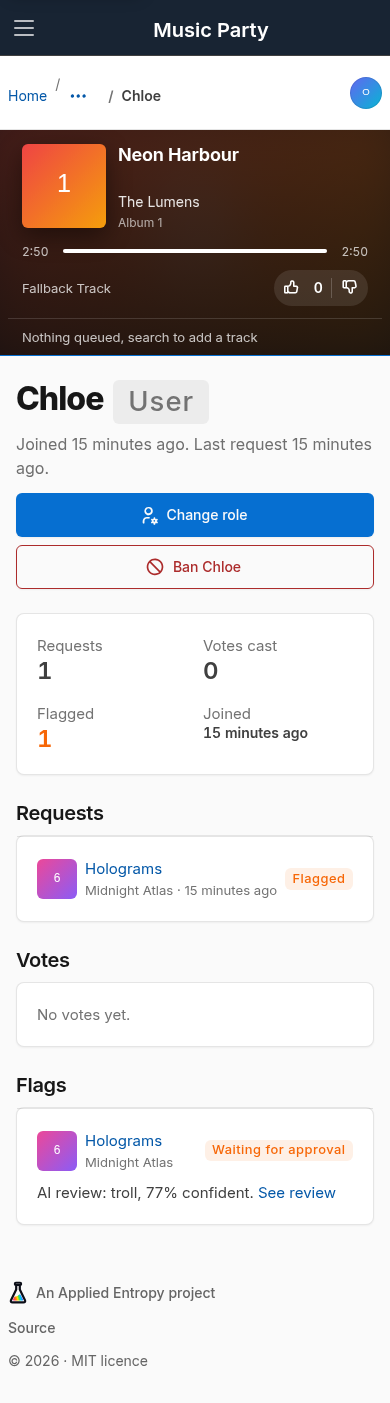 Music Party
Home / ••• / Chloe
O
1
Neon Harbour
The Lumens
Album 1
2:50 2:50
Fallback Track 0
Nothing queued, search to add a track
Chloe User
Joined 15 minutes ago. Last request 15 minutes
ago.
Change role
Ban Chloe
Requests Votes cast
1 0
Flagged Joined
1 15 minutes ago
Requests
6
Holograms
Midnight Atlas · 15 minutes ago
Flagged
Votes
No votes yet.
Flags
6
Holograms
Midnight Atlas
Waiting for approval
AI review: troll, 77% confident. See review
An Applied Entropy project
Source
© 2026 · MIT licence